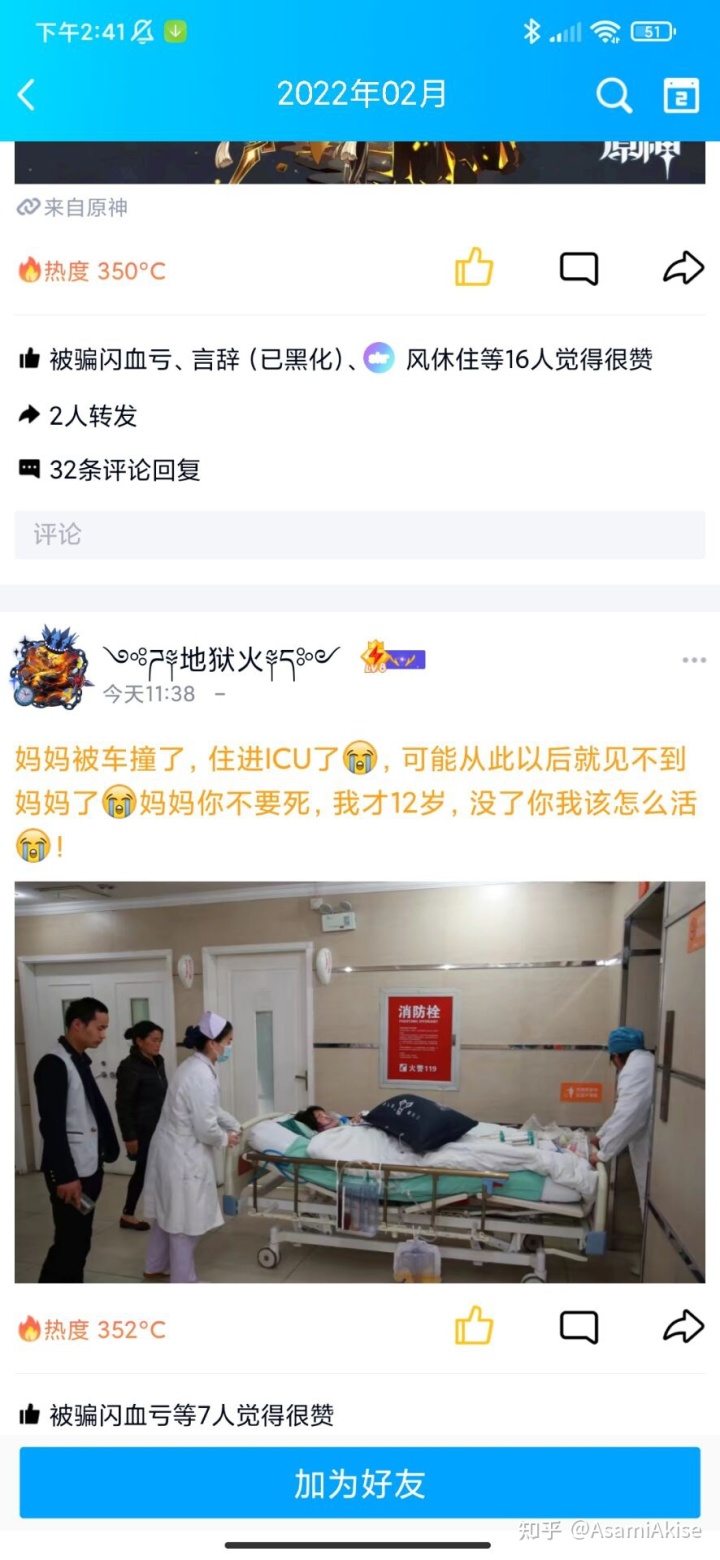 下午2:41
51
2022年02月
2
原神
来自原神
热度 350°C
被骗闪血亏、言辞（已黑化）、 风休住等16人觉得很赞
2人转发
32条评论回复
评论
地狱火
LV8
今天11:38 –
妈妈被车撞了，住进ICU了😭，可能从此以后就见不到
妈妈了😭妈妈你不要死，我才12岁，没了你我该怎么活
😭！
消防栓
火警119
热度 352°C
被骗闪血亏等7人觉得很赞
加为好友
知乎 @AsamiAkise